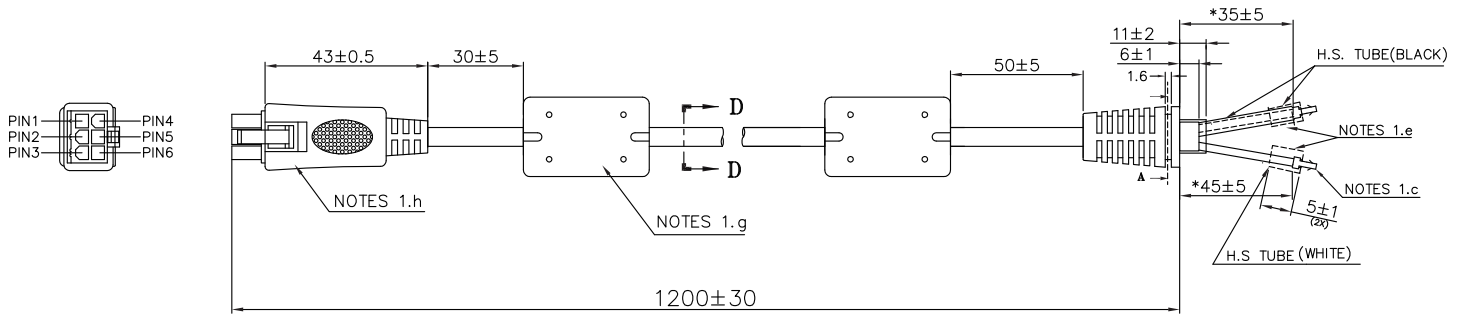 *35±5
11±2
6±1
1.6
43±0.5
30±5
50±5
H.S. TUBE(BLACK)
PIN1
PIN4
PIN2
PIN5
PIN3
PIN6
D
D
A
NOTES 1.e
NOTES 1.h
NOTES 1.g
*45±5
NOTES 1.c
5±1
(2X)
H.S TUBE (WHITE)
1200±30